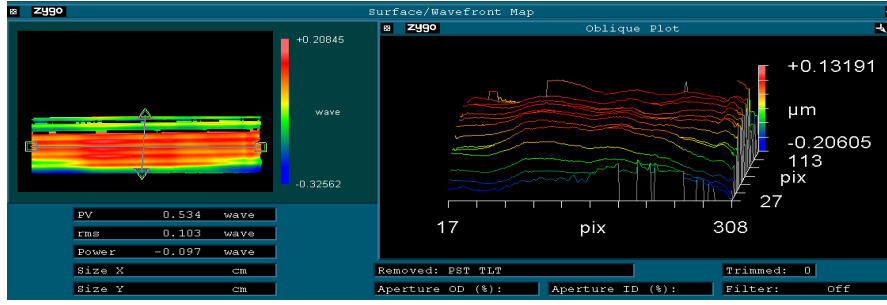 zygo Surface/Wavefront Map
+0.20845
wave
-0.32562
PV 0.534 wave
rms 0.103 wave
Power -0.097 wave
Size X cm
Size Y cm
zygo Oblique Plot
+0.13191
µm
-0.20605
113
pix
27
17 pix 308
Removed: PST TLT Trimmed: 0
Aperture OD (%): Aperture ID (%): Filter: Off